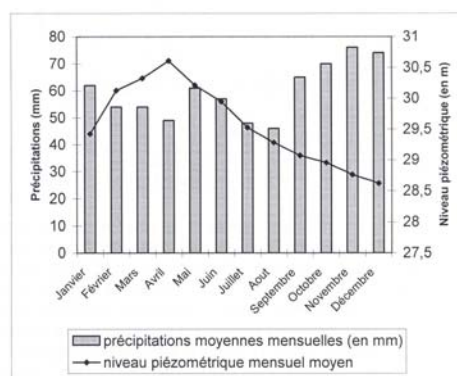 80
70
60
50
40
30
20
10
0
Précipitations (mm)
31
30,5
30
29,5
29
28,5
28
27,5
Niveau piézométrique (en m)
Janvier
Février
Mars
Avril
Mai
Juin
Juillet
Aout
Septembre
Octobre
Novembre
Décembre
précipitations moyennes mensuelles (en mm)
niveau piézométrique mensuel moyen